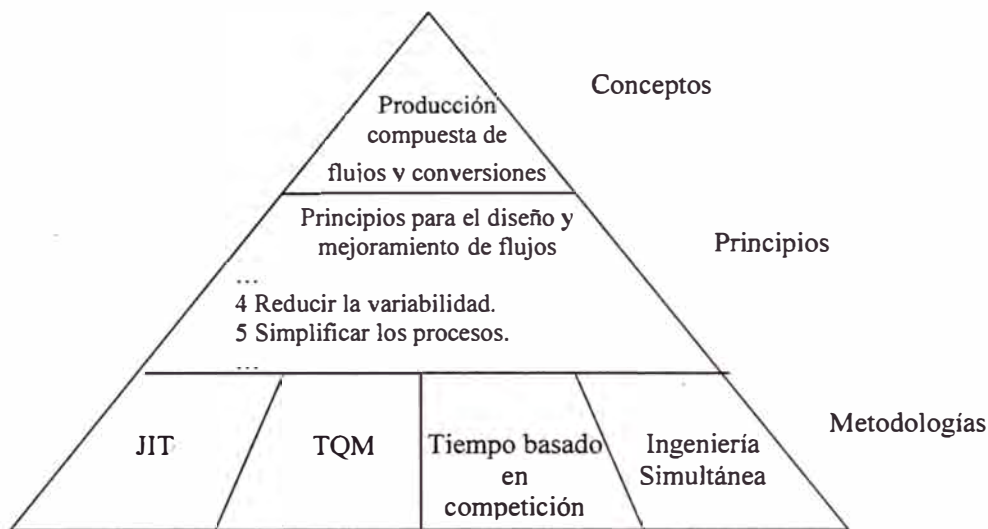 Conceptos
Producción
compuesta de
flujos y conversiones
Principios para el diseño y
mejoramiento de flujos
Principios
...
4 Reducir la variabilidad.
5 Simplificar los procesos.
...
Metodologías
JIT
TQM
Tiempo basado
en
competición
Ingeniería
Simultánea